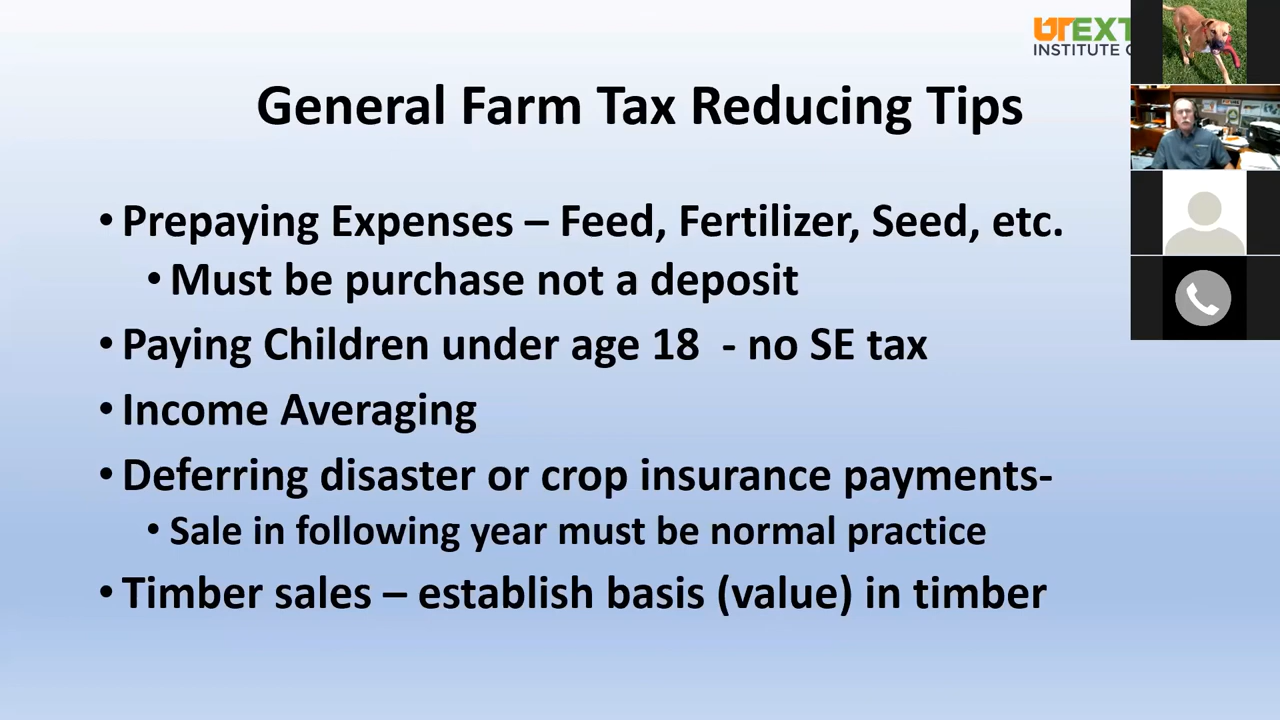 UTEXT
INSTITUTE
General Farm Tax Reducing Tips
• Prepaying Expenses – Feed, Fertilizer, Seed, etc.
• Must be purchase not a deposit
• Paying Children under age 18 - no SE tax
• Income Averaging
• Deferring disaster or crop insurance payments-
• Sale in following year must be normal practice
• Timber sales – establish basis (value) in timber